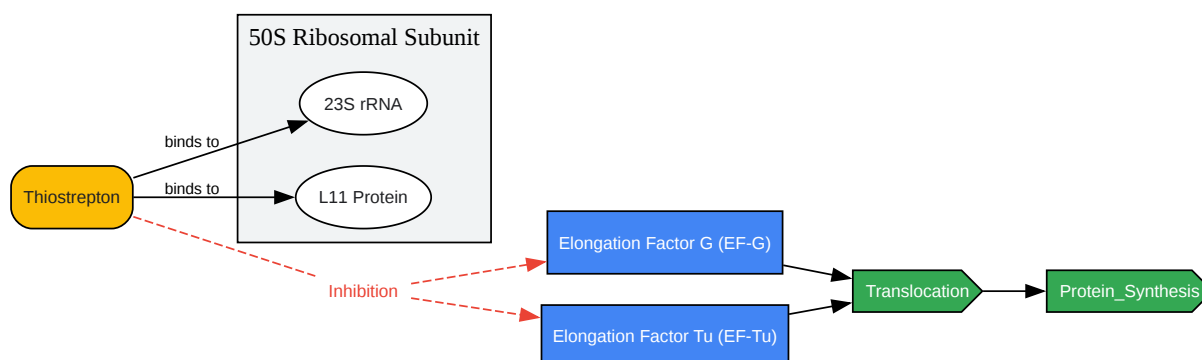 50S Ribosomal Subunit
23S rRNA
binds to
Thiostrepton
binds to
L11 Protein
Elongation Factor G (EF-G)
Inhibition
Translocation
Protein_Synthesis
Elongation Factor Tu (EF-Tu)